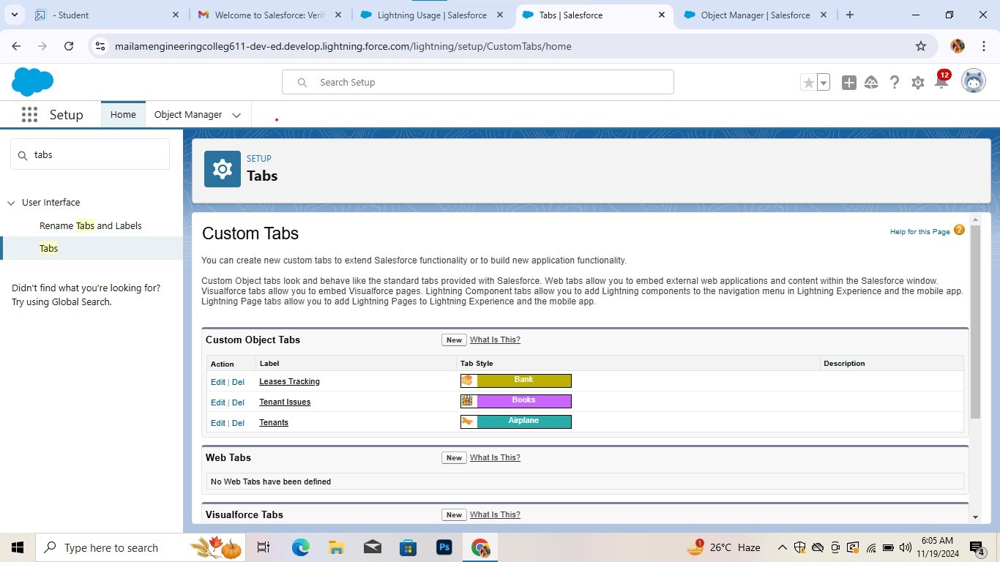 - Student
Welcome to Salesforce: Verif
Lightning Usage | Salesforce
Tabs | Salesforce
Object Manager | Salesforce
mailamengineeringcolleg611-dev-ed.develop.lightning.force.com/lightning/setup/CustomTabs/home
Search Setup
12
Setup
Home
Object Manager
tabs
User Interface
Rename Tabs and Labels
Tabs
Didn't find what you're looking for?
Try using Global Search.
SETUP
Tabs
Custom Tabs
Help for this Page
You can create new custom tabs to extend Salesforce functionality or to build new application functionality.
Custom Object tabs look and behave like the standard tabs provided with Salesforce. Web tabs allow you to embed external web applications and content within the Salesforce window.
Visualforce tabs allow you to embed Visualforce pages. Lightning Component tabs allow you to add Lightning components to the navigation menu in Lightning Experience and the mobile app.
Lightning Page tabs allow you to add Lightning Pages to Lightning Experience and the mobile app.
Custom Object Tabs New What Is This?
Action Label Tab Style Description
Edit | Del Leases Tracking Bank
Edit | Del Tenant Issues Books
Edit | Del Tenants Airplane
Web Tabs New What Is This?
No Web Tabs have been defined
Visualforce Tabs New What Is This?
Type here to search
Ps
1
26°C Haze
6:05 AM
11/19/2024
4